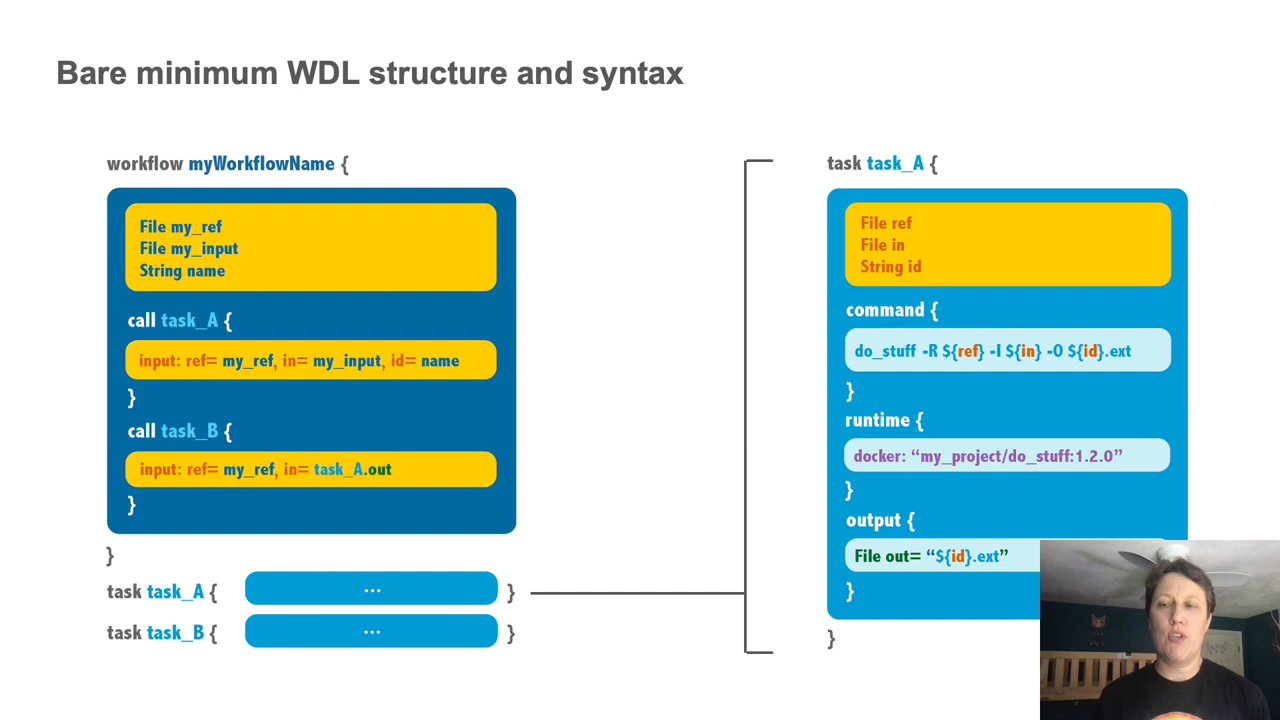 Bare minimum WDL structure and syntax
workflow myWorkflowName {
File my_ref
File my_input
String name
call task_A {
input: ref= my_ref, in= my_input, id= name
}
call task_B {
input: ref= my_ref, in= task_A.out
}
}
task task_A { ... }
task task_B { ... }
task task_A {
File ref
File in
String id
command {
do_stuff -R ${ref} -I ${in} -O ${id}.ext
}
runtime {
docker: “my_project/do_stuff:1.2.0”
}
output {
File out= “${id}.ext”
}
}